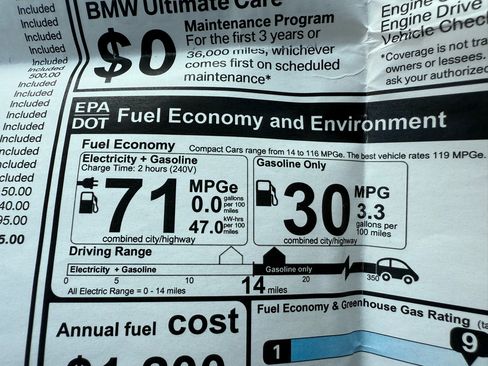 Included
BMW Ultimate Care
Engine
Included
Maintenance Program
Engine Drive
Included
$0
For the first 3 years or
Vehicle Check
Included
36,000 miles, whichever
Included
comes first on scheduled
*Coverage is not tra
Included
maintenance*
owners or lessees.
500.00
ask your authorized
Included
Included
Included
Included
Included
Included
Included
EPA
DOT
Fuel Economy and Environment
Fuel Economy
Compact Cars range from 14 to 116 MPGe. The best vehicle rates 119 MPGe.
Electricity + Gasoline
Charge Time: 2 hours (240V)
71
MPGe
0.0
gallons
per 100
miles
47.0
kw-hrs
per 100
miles
combined city/highway
Gasoline Only
30
MPG
3.3
gallons per
100 miles
combined city/highway
50.00
40.00
95.00
5.00
Driving Range
Electricity + Gasoline
Gasoline only
0
5
10
14
miles
20
350
All Electric Range = 0 - 14 miles
Annual fuel cost
Fuel Economy & Greenhouse Gas Rating (ta
1
9